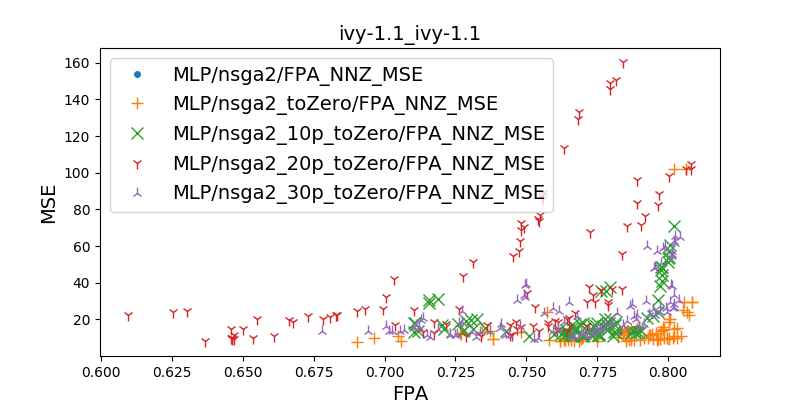 ivy-1.1_ivy-1.1
MLP/nsga2/FPA_NNZ_MSE
MLP/nsga2_toZero/FPA_NNZ_MSE
MLP/nsga2_10p_toZero/FPA_NNZ_MSE
MLP/nsga2_20p_toZero/FPA_NNZ_MSE
MLP/nsga2_30p_toZero/FPA_NNZ_MSE
160
140
120
100
80
60
40
20
MSE
0.600 0.625 0.650 0.675 0.700 0.725 0.750 0.775 0.800
FPA